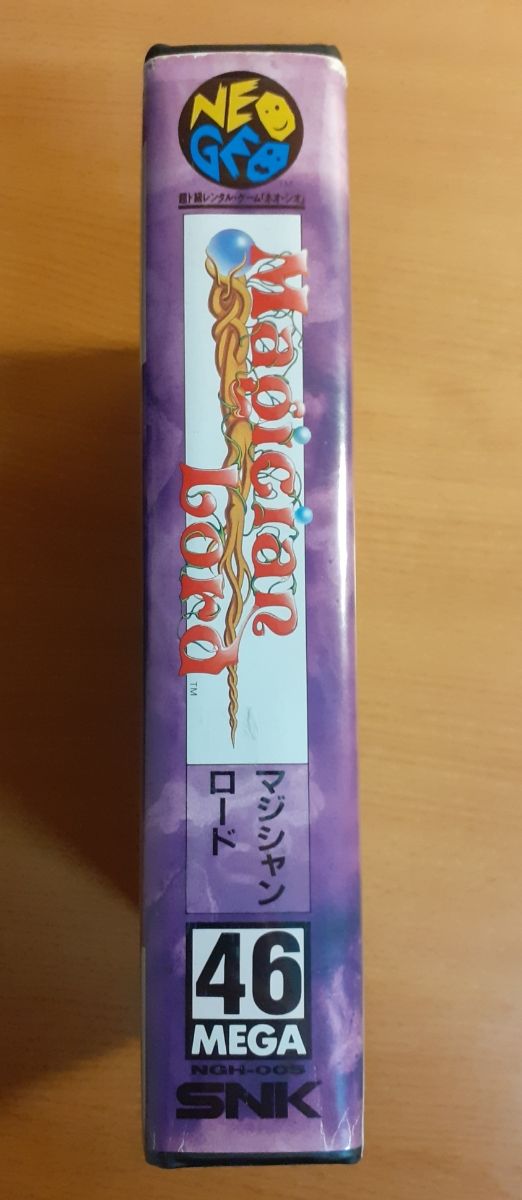 NEO
GEO
TM
超ド級レンタル・ゲーム「ネオ・ジオ」
Magician
Lord
TM
マジシャン
ロード
46
MEGA
NGH-005
SNK